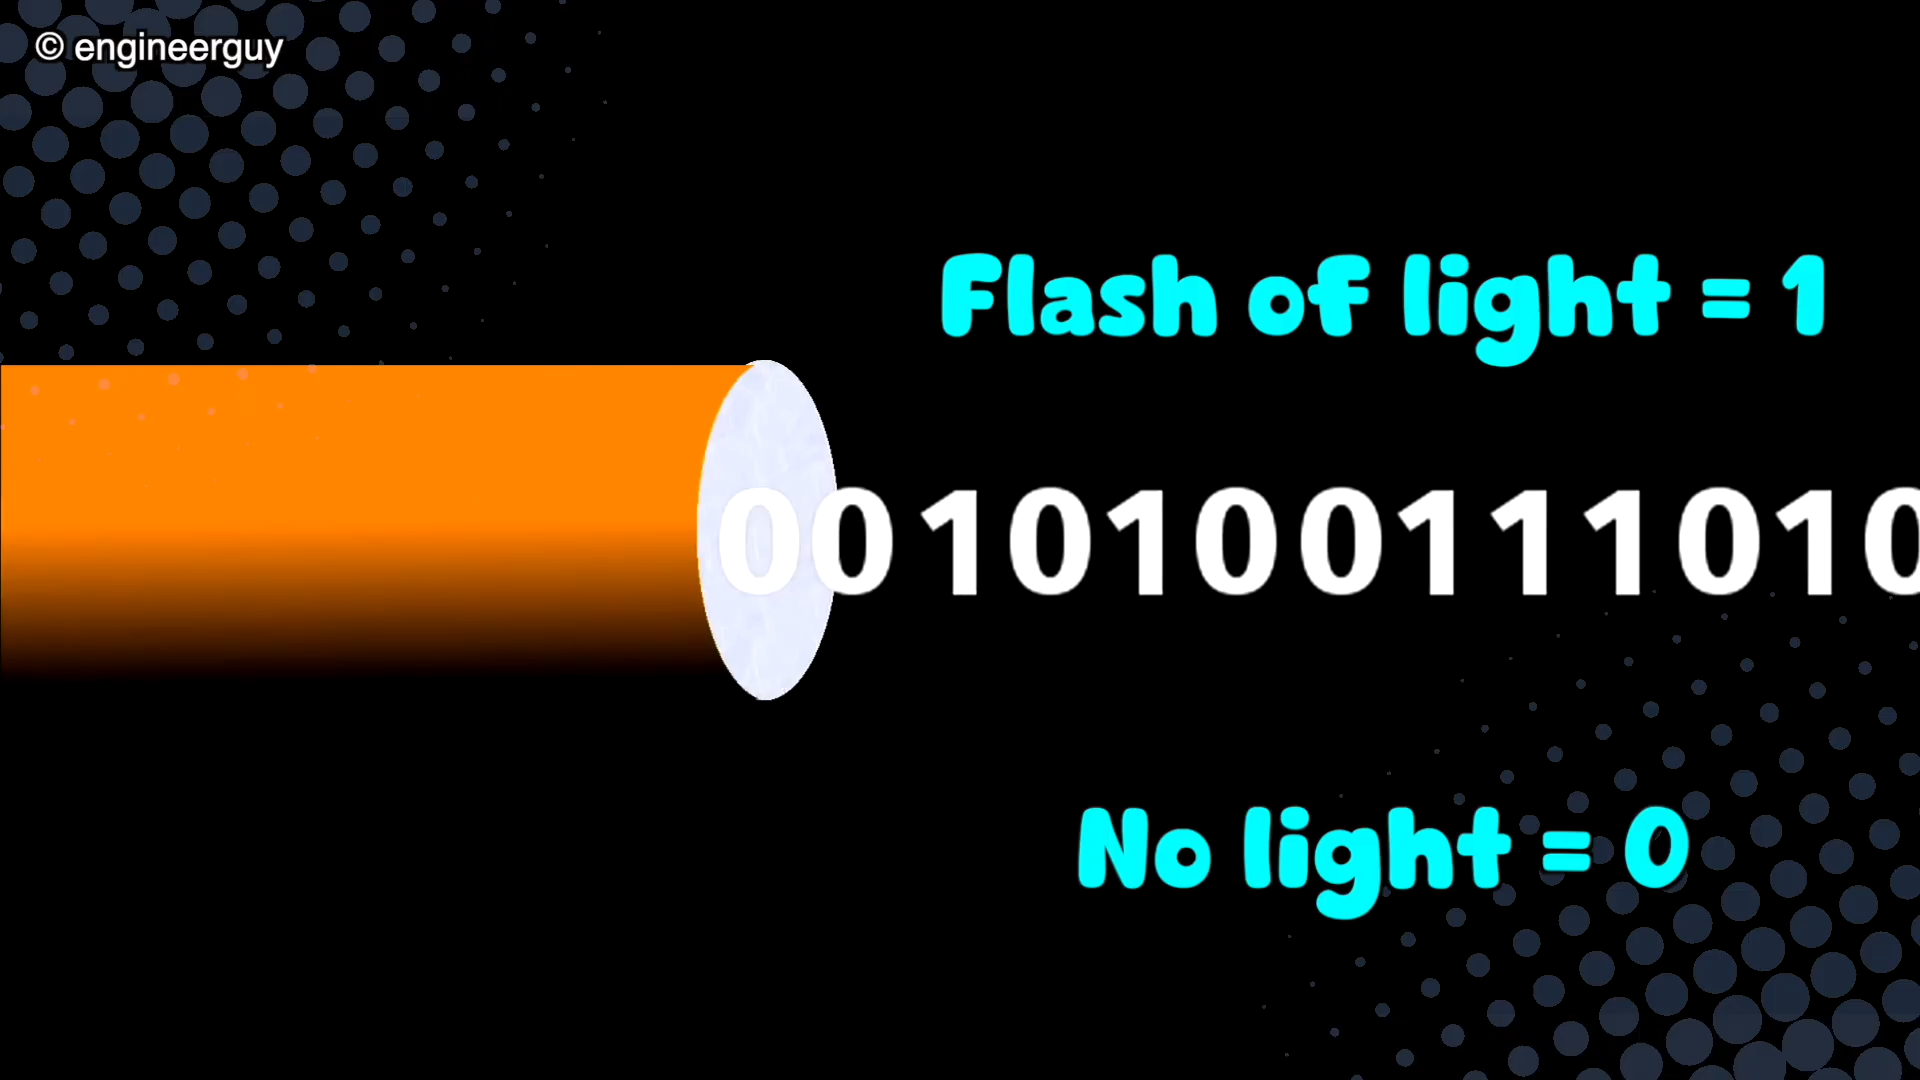 © engineerguy
Flash of light = 1
0010100111010
No light = 0